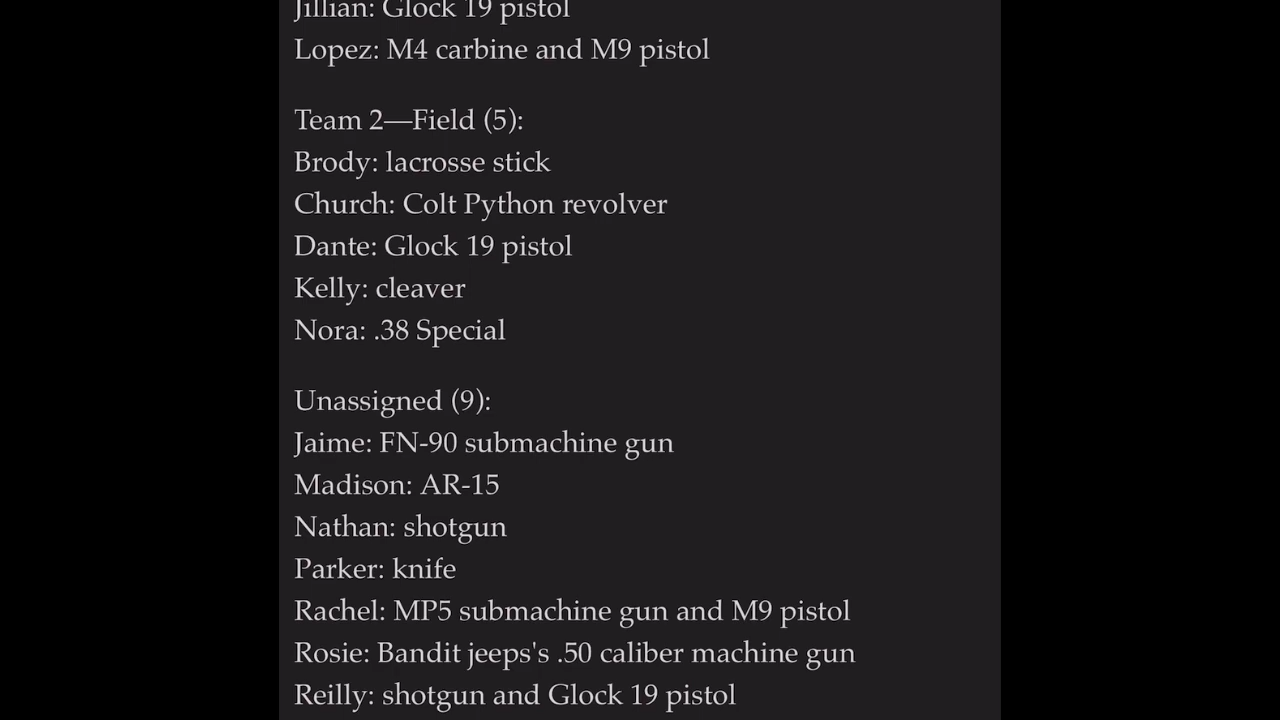 Jillian: Glock 19 pistol
Lopez: M4 carbine and M9 pistol
Team 2—Field (5):
Brody: lacrosse stick
Church: Colt Python revolver
Dante: Glock 19 pistol
Kelly: cleaver
Nora: .38 Special
Unassigned (9):
Jaime: FN-90 submachine gun
Madison: AR-15
Nathan: shotgun
Parker: knife
Rachel: MP5 submachine gun and M9 pistol
Rosie: Bandit jeeps's .50 caliber machine gun
Reilly: shotgun and Glock 19 pistol